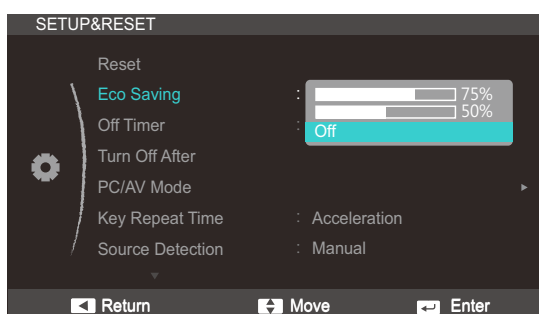 SETUP&RESET
Reset
Eco Saving : 75%
50%
Off Timer : Off
Turn Off After
PC/AV Mode
Key Repeat Time : Acceleration
Source Detection : Manual
Return Move Enter